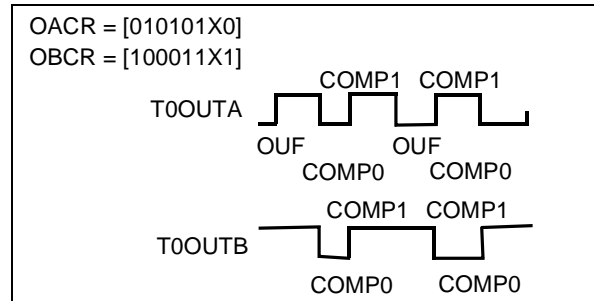 OACR = [010101X0]
OBCR = [100011X1]
COMP1 COMP1
T0OUTA
OUF OUF
COMP0 COMP0
COMP1 COMP1
T0OUTB
COMP0 COMP0